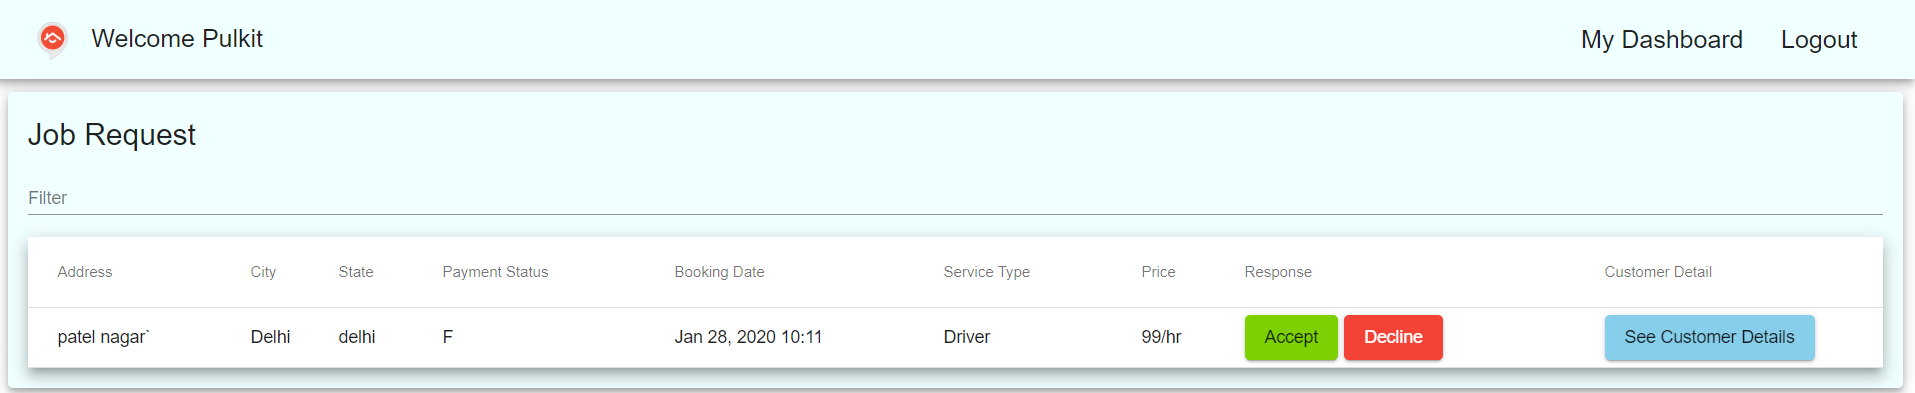 Welcome Pulkit My Dashboard Logout
Job Request
Filter
Address City State Payment Status Booking Date Service Type Price Response Customer Detail
patel nagar` Delhi delhi F Jan 28, 2020 10:11 Driver 99/hr Accept Decline See Customer Details